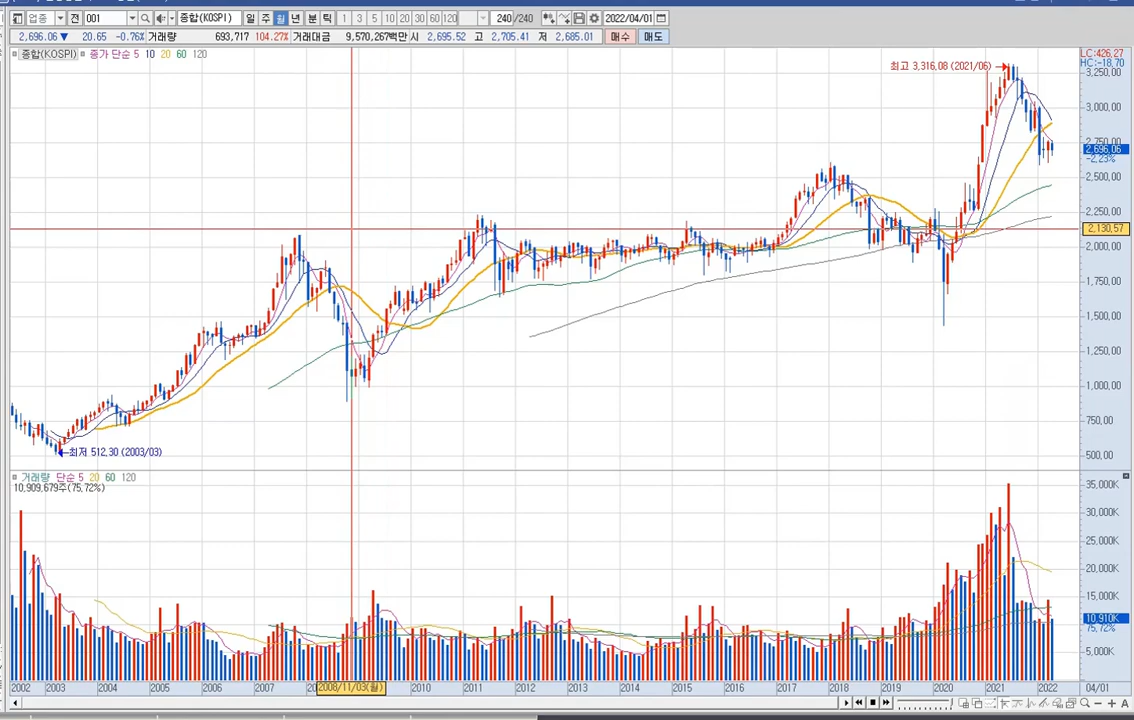 업종 전 001 종합(KOSPI) 일 주 월 분 틱 1 3 5 10 20 30 60 120 240 /240 2022/04/01
2,696.06 ▼ 20.65 -0.76% 거래량 693,717 104.27% 거래대금 9,570,267백만 시 2,695.52 고 2,705.41 저 2,685.01 매수 매도
종합(KOSPI) 종가 단순 5 10 20 60 120
LC:426.27
HC:-18.70
최고 3,316.08 (2021/06)
3,250.00
3,000.00
2,750.00
2,696.06
-2.23%
2,500.00
2,250.00
2,130.57
2,000.00
1,750.00
1,500.00
1,250.00
1,000.00
750.00
최저 512.30 (2003/03)
500.00
거래량 단순 5 20 60 120
10,909,679주(75.72%)
35,000K
30,000K
25,000K
20,000K
15,000K
10,910K
75.72%
5,000K
2002 2003 2004 2005 2006 2007 2008/11/03(월) 2010 2011 2012 2013 2014 2015 2016 2017 2018 2019 2020 2021 2022 04/01